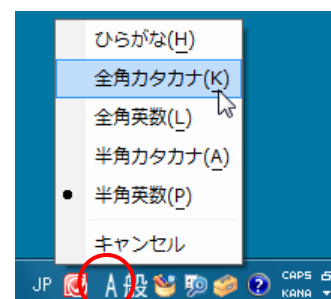 ひらがな(H)
全角カタカナ(K)
全角英数(L)
半角カタカナ(A)
半角英数(P)
キャンセル
JP A 般 ? CAPS
KANA